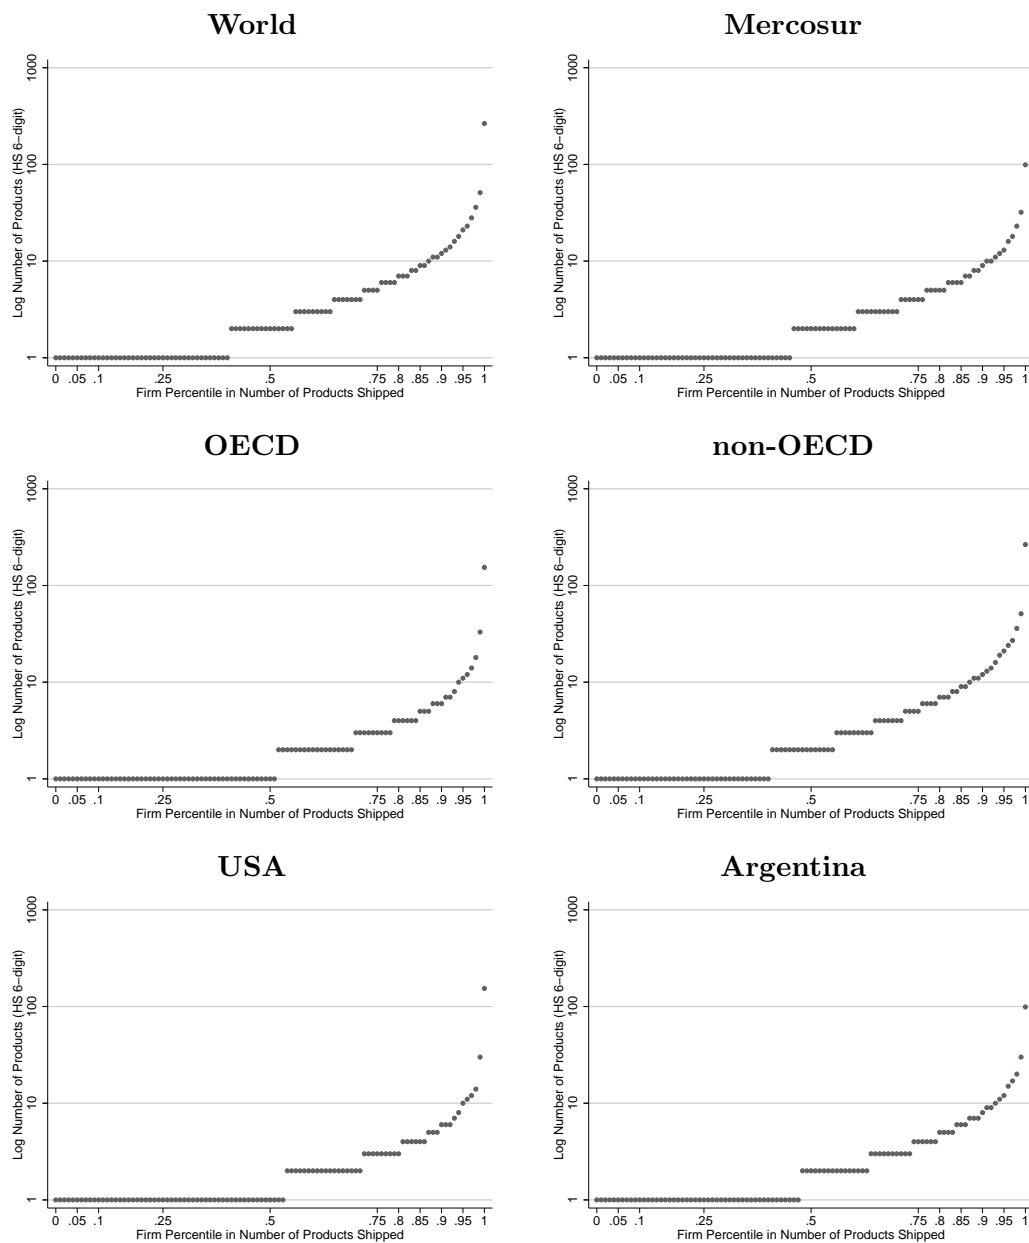 World
Mercosur
Log Number of Products (HS 6−digit)
1000
100
10
1
0 .05 .1 .25 .5 .75 .8 .85 .9 .95 1
Firm Percentile in Number of Products Shipped
Log Number of Products (HS 6−digit)
1000
100
10
1
0 .05 .1 .25 .5 .75 .8 .85 .9 .95 1
Firm Percentile in Number of Products Shipped
OECD
non-OECD
Log Number of Products (HS 6−digit)
1000
100
10
1
0 .05 .1 .25 .5 .75 .8 .85 .9 .95 1
Firm Percentile in Number of Products Shipped
Log Number of Products (HS 6−digit)
1000
100
10
1
0 .05 .1 .25 .5 .75 .8 .85 .9 .95 1
Firm Percentile in Number of Products Shipped
USA
Argentina
Log Number of Products (HS 6−digit)
1000
100
10
1
0 .05 .1 .25 .5 .75 .8 .85 .9 .95 1
Firm Percentile in Number of Products Shipped
Log Number of Products (HS 6−digit)
1000
100
10
1
0 .05 .1 .25 .5 .75 .8 .85 .9 .95 1
Firm Percentile in Number of Products Shipped